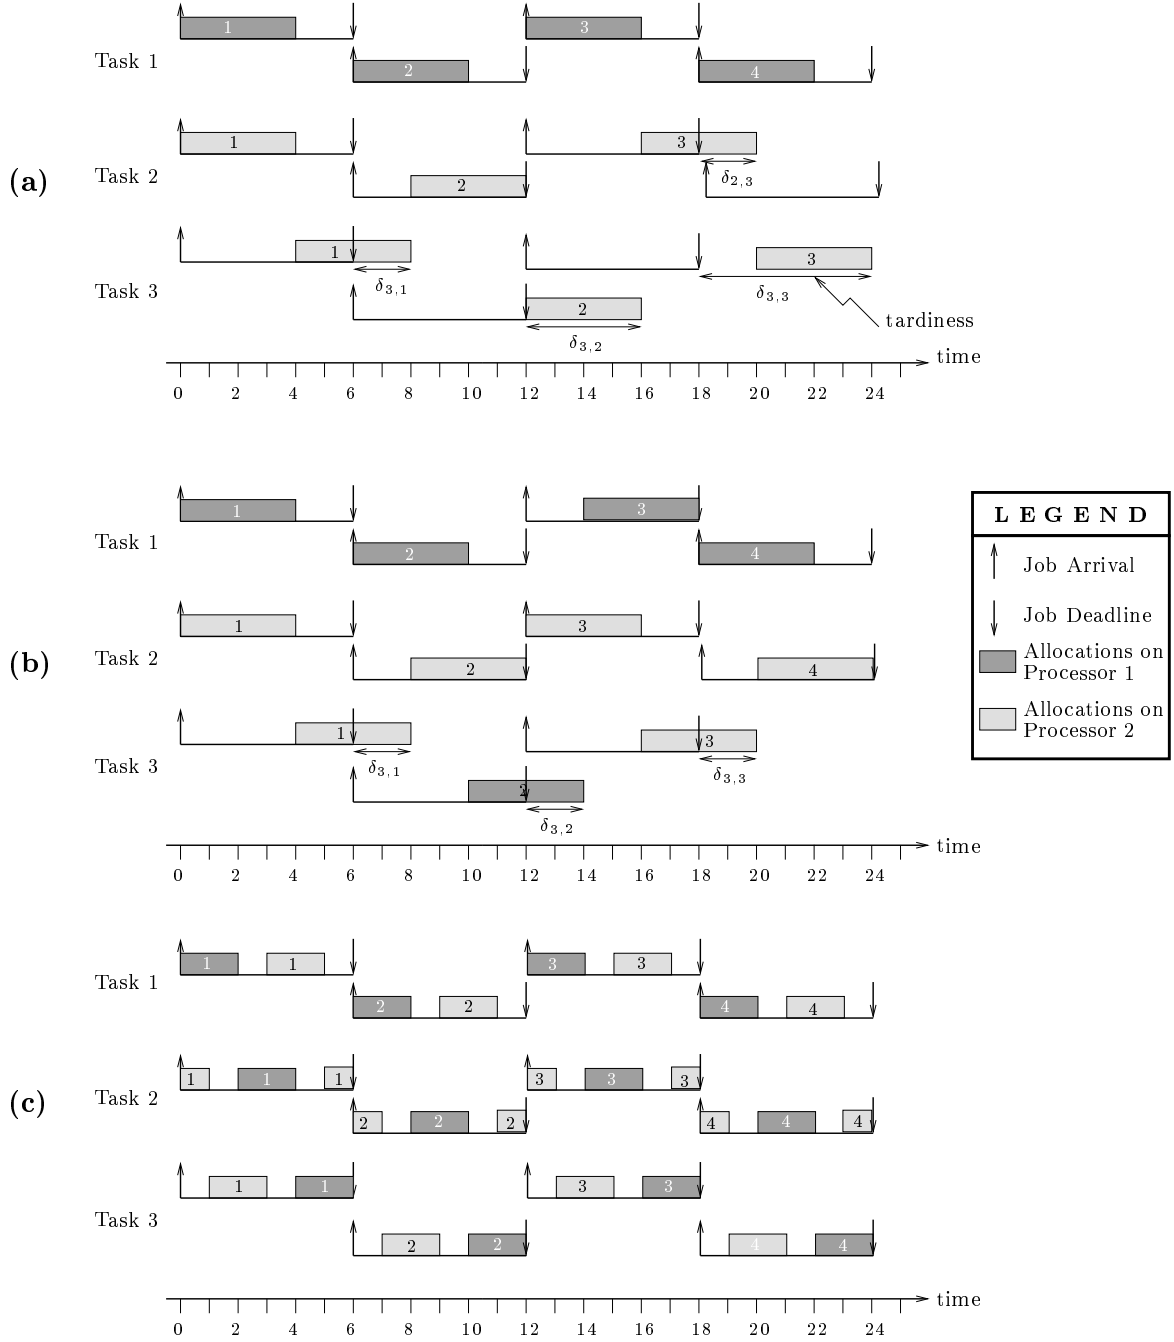 1 3
Task 1
2 4
1 3
(a)
Task 2
2
δ2,3
1 3
δ3,1 δ3,3
Task 3
2
tardiness
δ3,2
time
0 2 4 6 8 10 12 14 16 18 20 22 24
1 3
Task 1
2 4
1 3
(b)
Task 2
2 4
1 3
δ3,1 δ3,3
Task 3
2
δ3,2
time
0 2 4 6 8 10 12 14 16 18 20 22 24
LEGEND
Job Arrival
Job Deadline
Allocations on
Processor 1
Allocations on
Processor 2
1 1 3 3
Task 1
2 2 4 4
1 1 1 3 3 3
(c)
Task 2
2 2 2 4 4 4
1 1 3 3
Task 3
2 2 4 4
time
0 2 4 6 8 10 12 14 16 18 20 22 24